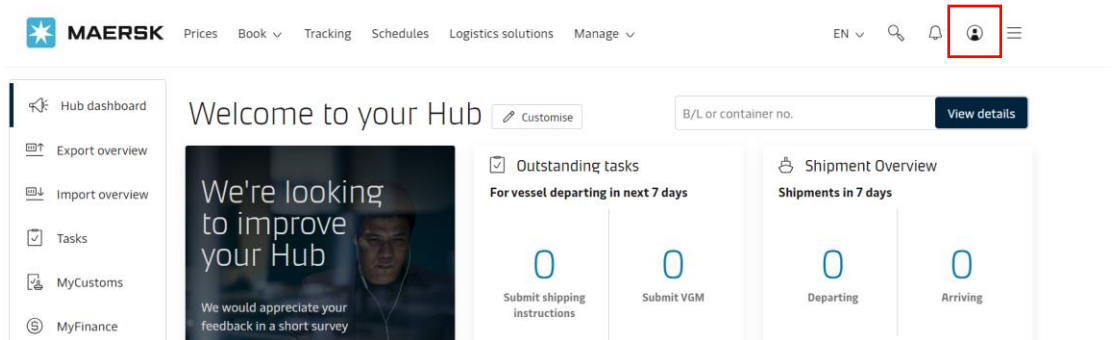 MAERSK Prices Book Tracking Schedules Logistics solutions Manage EN
Hub dashboard
Export overview
Import overview
Tasks
MyCustoms
MyFinance
Welcome to your Hub
Customise
B/L or container no.
View details
We're looking
to improve
your Hub
We would appreciate your
feedback in a short survey
Outstanding tasks
For vessel departing in next 7 days
0
Submit shipping
instructions
0
Submit VGM
Shipment Overview
Shipments in 7 days
0
Departing
0
Arriving